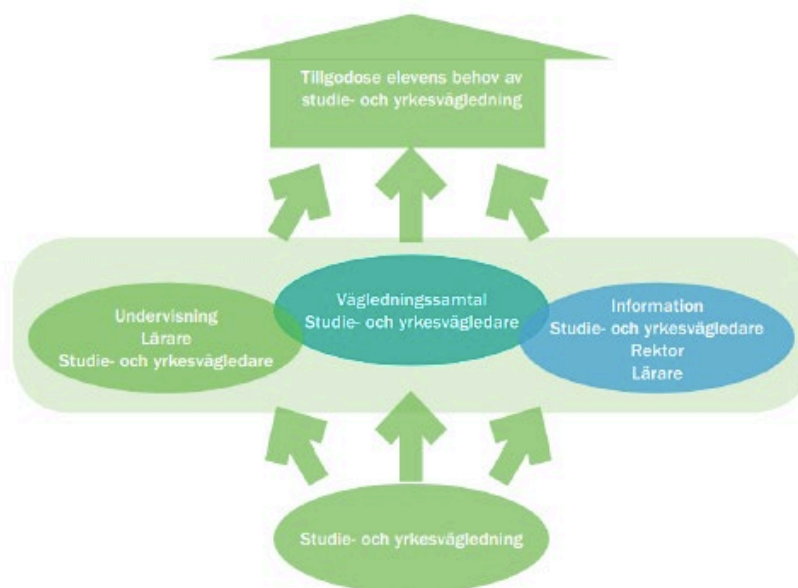 Tillgodose elevens behov av
studie- och yrkesvägledning
Undervisning
Lärare
Studie- och yrkesvägledare
Vägledningssamtal
Studie- och yrkesvägledare
Information
Studie- och yrkesvägledare
Rektor
Lärare
Studie- och yrkesvägledning